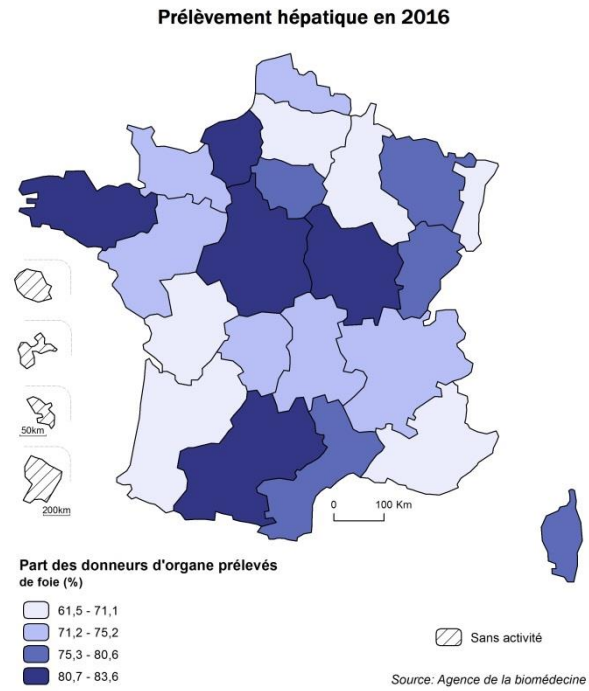 Prélèvement hépatique en 2016
50km
200km
0 100 Km
Part des donneurs d'organe prélevés
de foie (%)
61,5 - 71,1
71,2 - 75,2
75,3 - 80,6
80,7 - 83,6
Sans activité
Source: Agence de la biomédecine